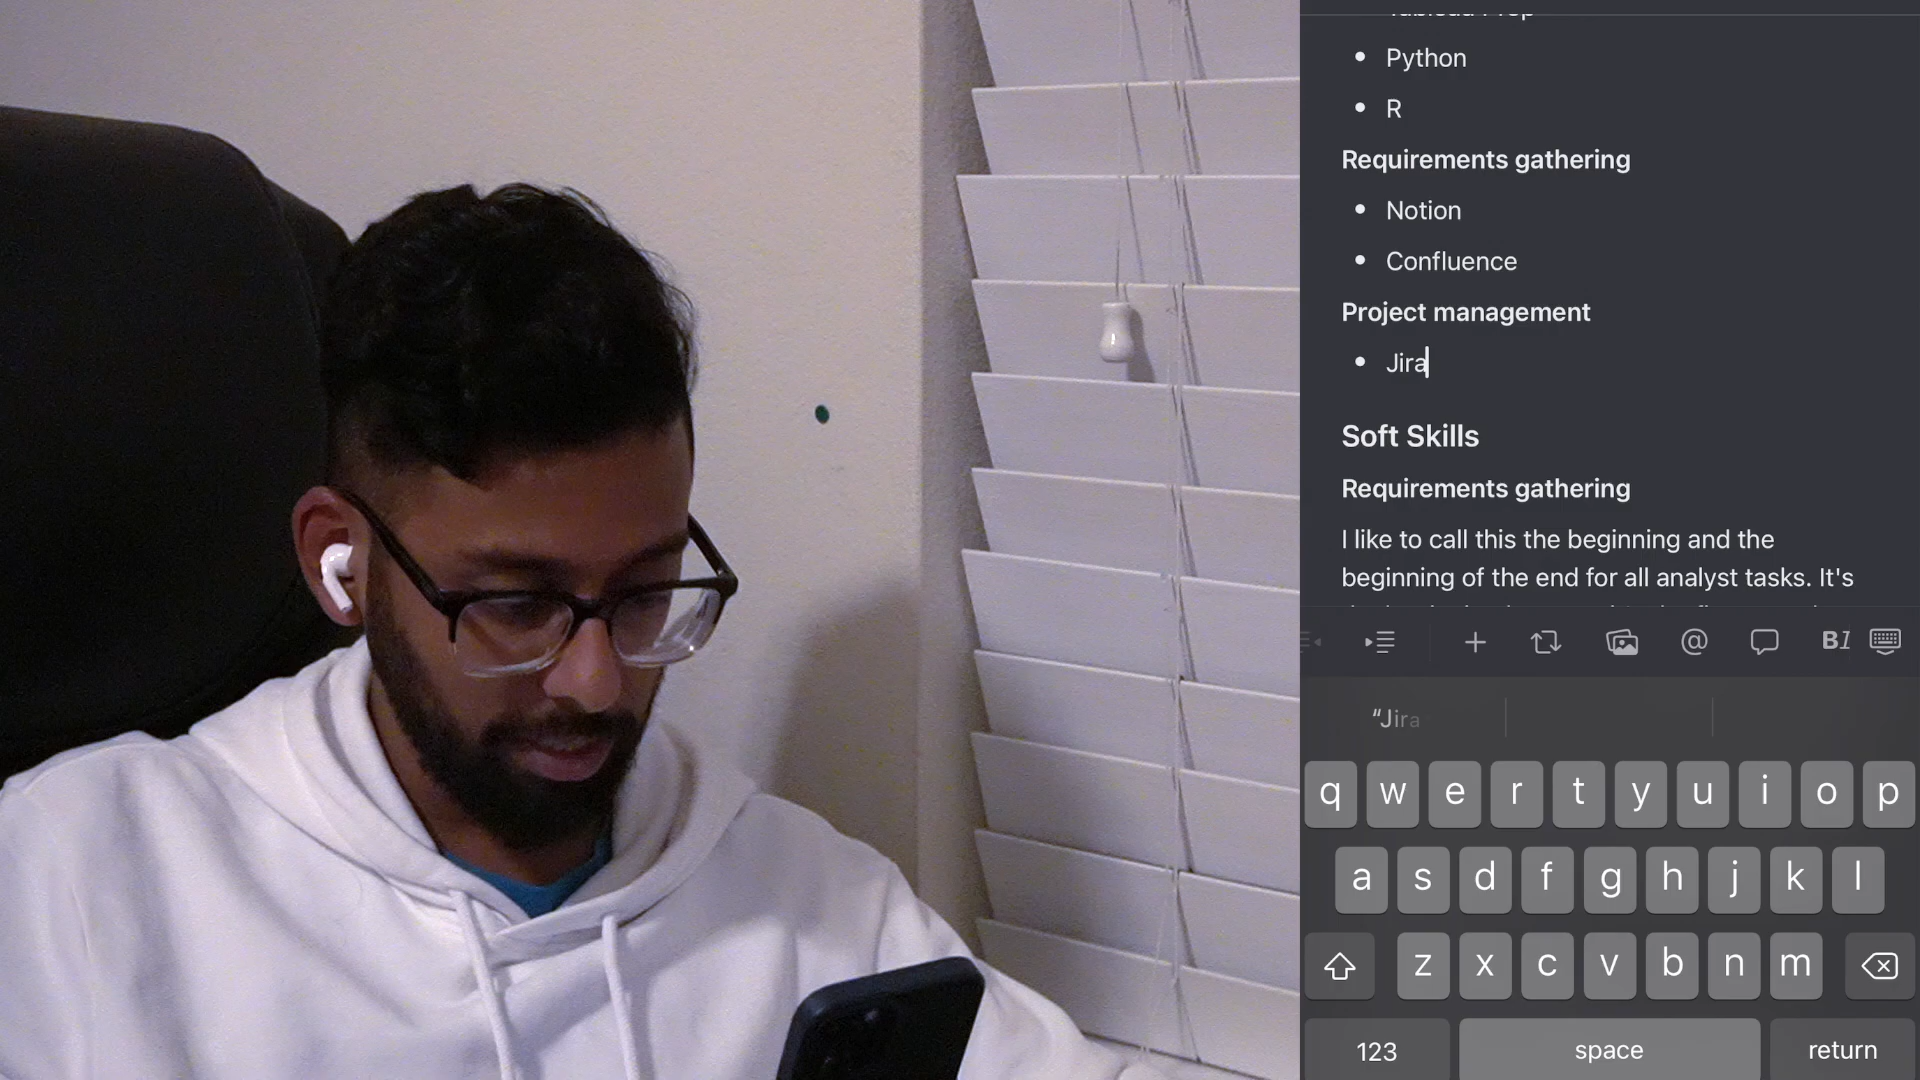 Python
R
Requirements gathering
Notion
Confluence
Project management
Jira
Soft Skills
Requirements gathering
I like to call this the beginning and the
beginning of the end for all analyst tasks. It's
@
B1
“Jira
q w e r t y u i o p
a s d f g h j k l
z x c v b n m
123 space return